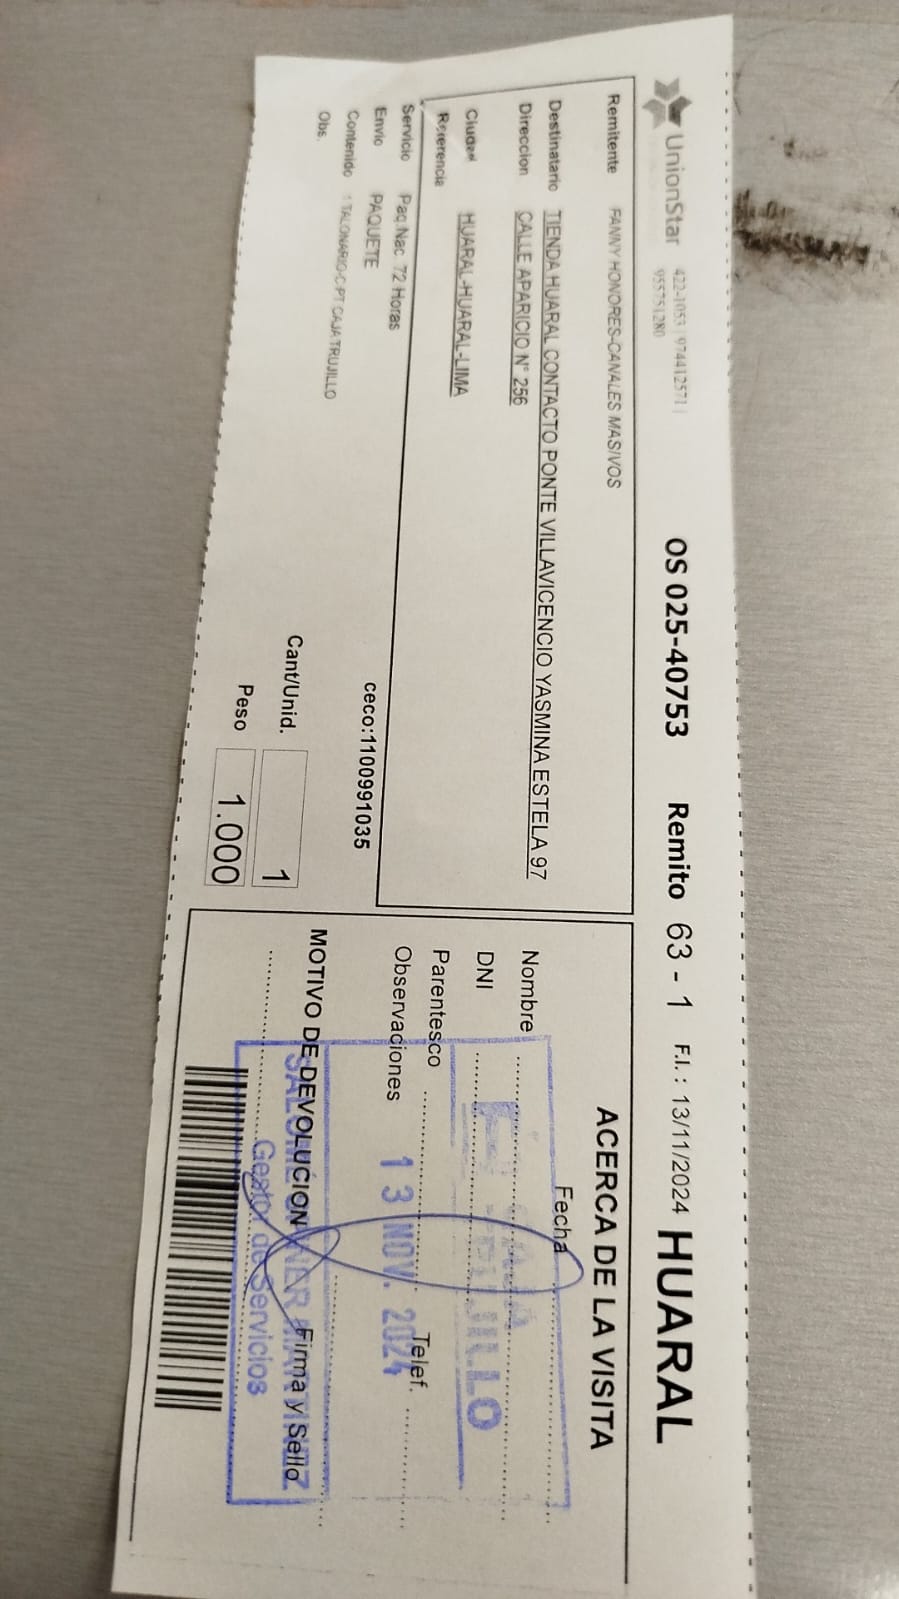 UnionStar 422-1053 | 974412571 |
955751280
OS 025-40753 Remito 63 - 1 F.I. : 13/11/2024 HUARAL
Remitente FANNY HONORES-CANALES MASIVOS
Destinatario TIENDA HUARAL CONTACTO PONTE VILLAVICENCIO YASMINA ESTELA 97
Direccion CALLE APARICIO N° 256
Ciudad HUARAL-HUARAL-LIMA
Referencia
Servicio Paq Nac 72 Horas
Envio PAQUETE
Contenido 1 TALONARIO-C-PT CAJA TRUJILLO
Obs.
ceco:1100991035
Cant/Unid. 1
Peso 1.000
ACERCA DE LA VISITA
Fecha
Nombre
DNI
Parentesco
Telef.
Observaciones
MOTIVO DE DEVOLUCION
Firma y Sello
CAJA
TRUJILLO
13 NOV. 2024
Gestor de Servicios